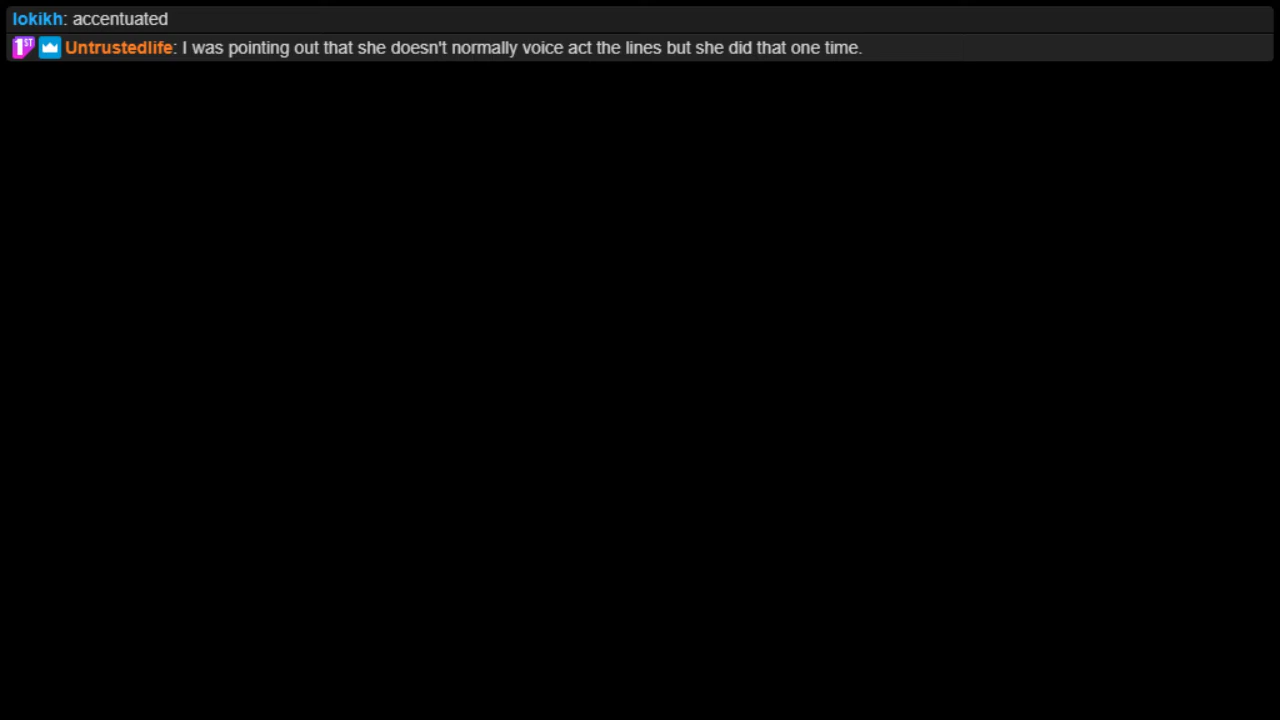 lokikh: accentuated
1ST Untrustedlife: I was pointing out that she doesn't normally voice act the lines but she did that one time.